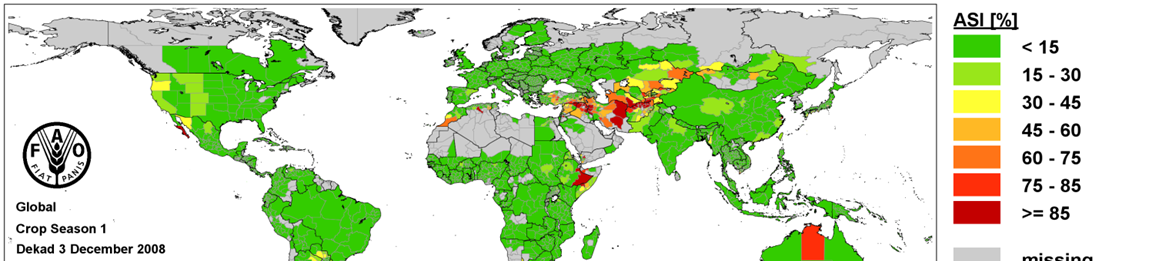 F A O
FIAT PANIS
Global
Crop Season 1
Dekad 3 December 2008
ASI [%]
< 15
15 - 30
30 - 45
45 - 60
60 - 75
75 - 85
>= 85
missing